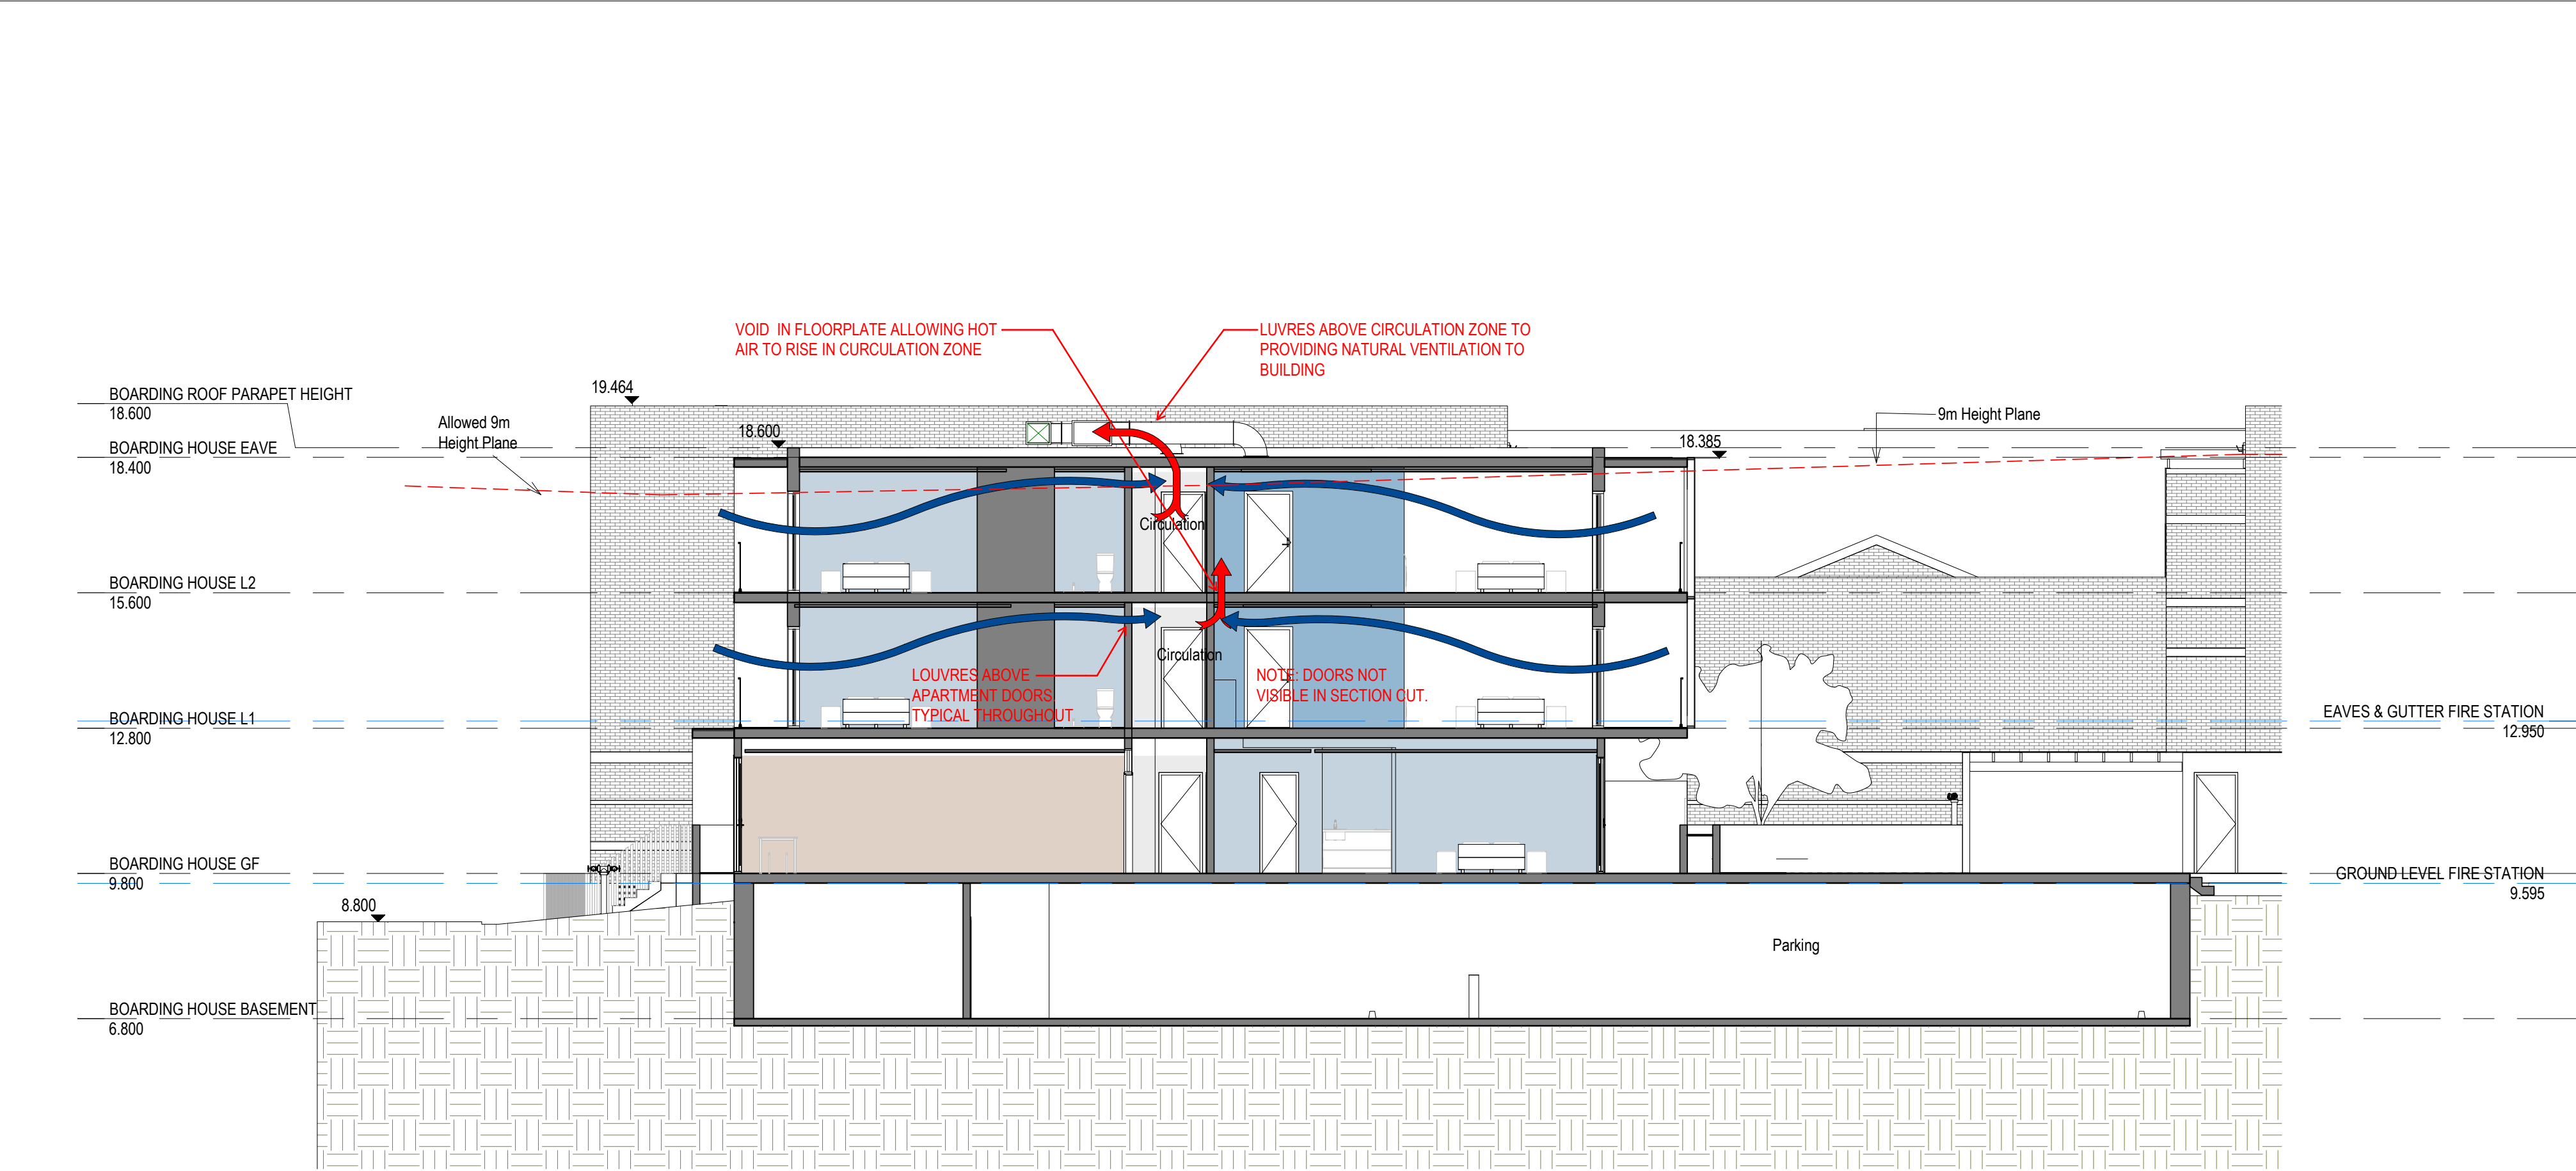 VOID IN FLOORPLATE ALLOWING HOT
AIR TO RISE IN CURCULATION ZONE
LUVRES ABOVE CIRCULATION ZONE TO
PROVIDING NATURAL VENTILATION TO
BUILDING
BOARDING ROOF PARAPET HEIGHT
18.600
19.464
Allowed 9m
Height Plane
9m Height Plane
18.600
18.385
BOARDING HOUSE EAVE
18.400
Circulation
BOARDING HOUSE L2
15.600
Circulation
LOUVRES ABOVE
APARTMENT DOORS.
TYPICAL THROUGHOUT
NOTE: DOORS NOT
VISIBLE IN SECTION CUT.
BOARDING HOUSE L1
12.800
EAVES & GUTTER FIRE STATION
12.950
BOARDING HOUSE GF
9.800
GROUND LEVEL FIRE STATION
9.595
8.800
Parking
BOARDING HOUSE BASEMENT
6.800